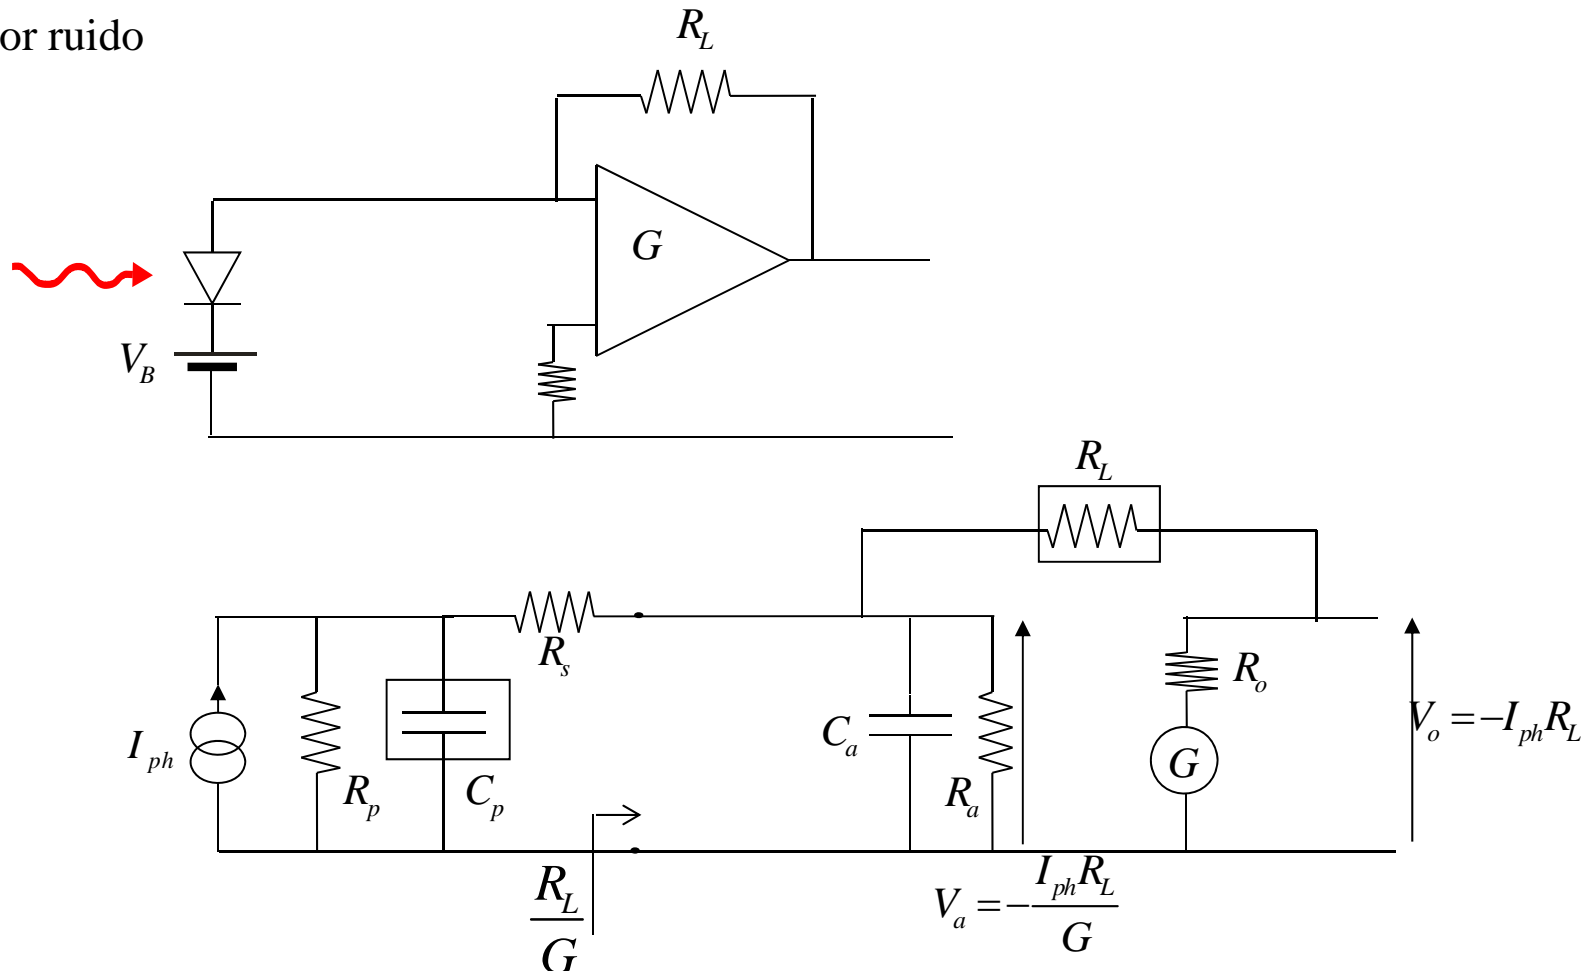 or ruido
R_L
G
V_B
R_L
R_s
R_o
I_ph
R_p
C_p
C_a
R_a
G
V_o = -I_ph R_L
R_L/G
V_a = -I_ph R_L/G